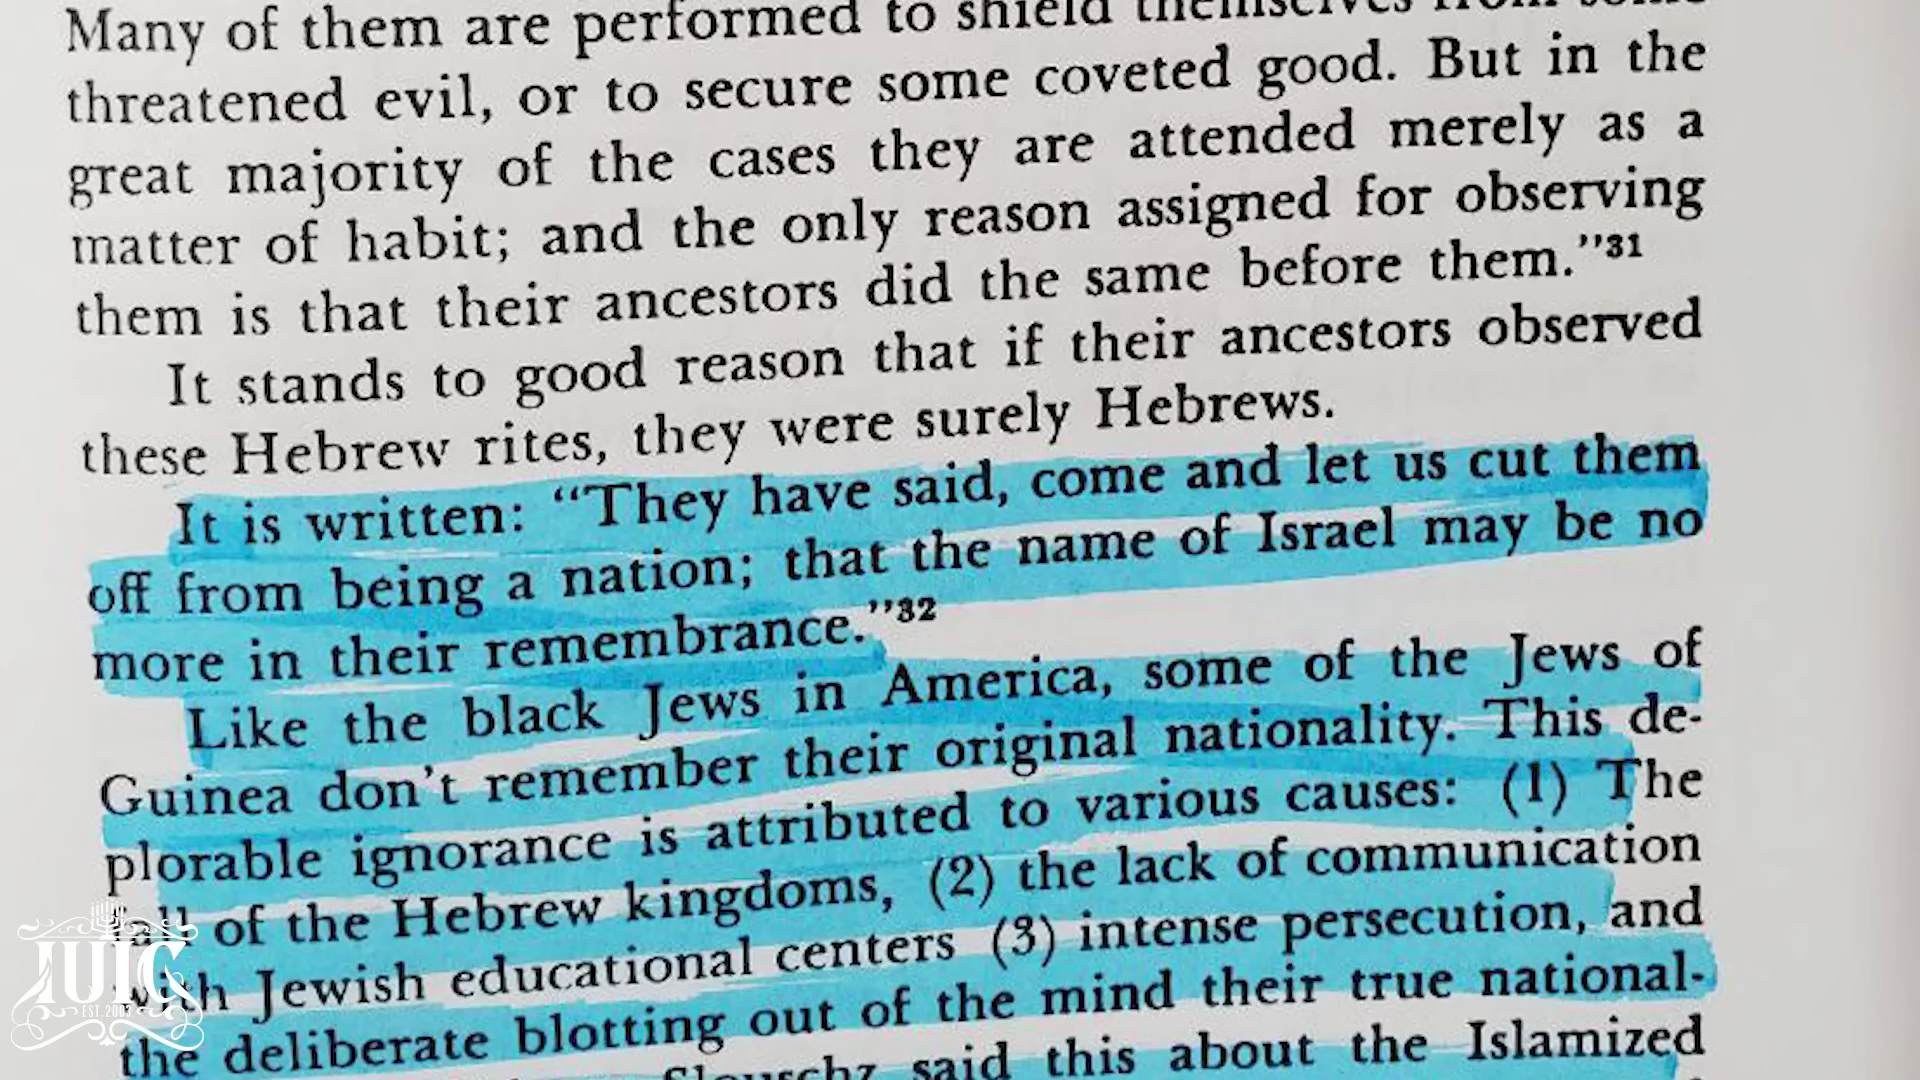 Many of them are performed to shield themselves from some
threatened evil, or to secure some coveted good. But in the
great majority of the cases they are attended merely as a
matter of habit; and the only reason assigned for observing
them is that their ancestors did the same before them.”31
It stands to good reason that if their ancestors observed
these Hebrew rites, they were surely Hebrews.
It is written: “They have said, come and let us cut them
off from being a nation; that the name of Israel may be no
more in their remembrance.”32
Like the black Jews in America, some of the Jews of
Guinea don’t remember their original nationality. This de-
plorable ignorance is attributed to various causes: (1) The
fall of the Hebrew kingdoms, (2) the lack of communication
with Jewish educational centers (3) intense persecution, and
the deliberate blotting out of the mind their true national-
Slouschz said this about the Islamized
IUIC
EST. 2003